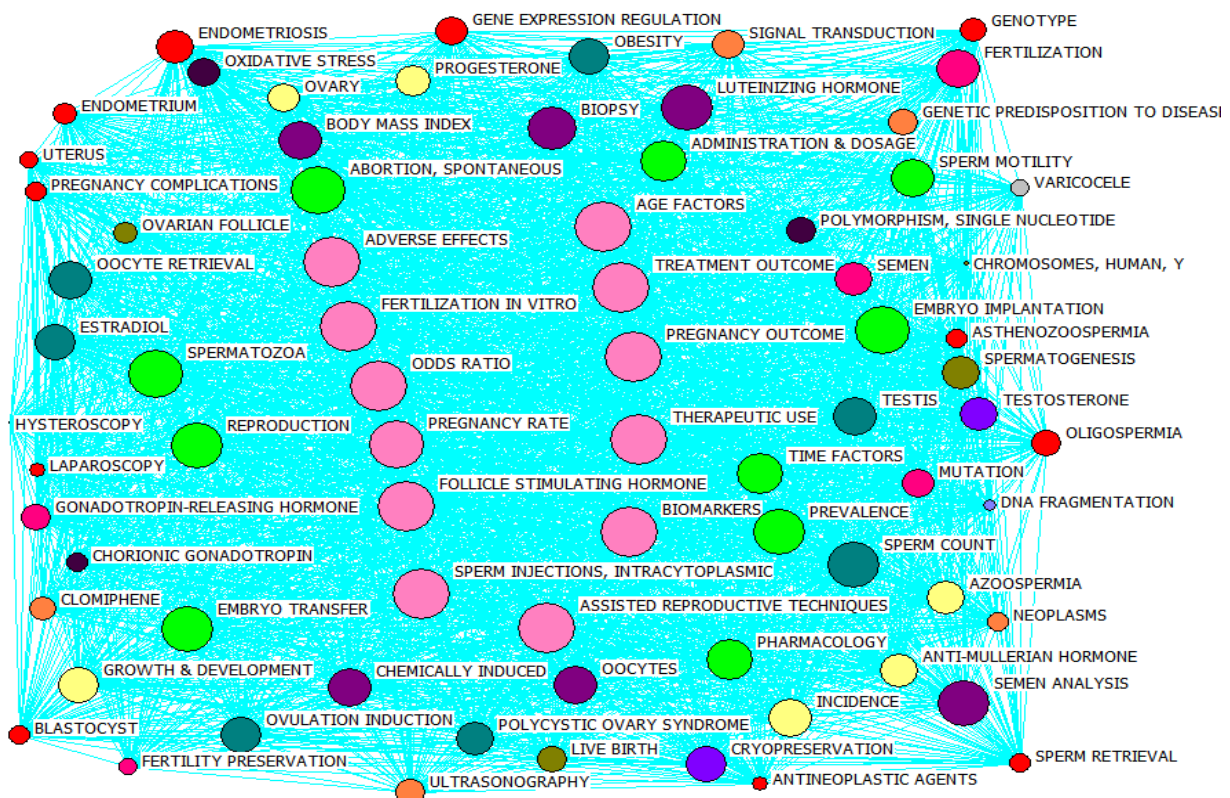 GENE EXPRESSION REGULATION
GENOTYPE
ENDOMETRIOSIS
SIGNAL TRANSDUCTION
OBESITY
FERTILIZATION
OXIDATIVE STRESS
PROGESTERONE
OVARY
LUTEINIZING HORMONE
ENDOMETRIUM
BIOPSY
GENETIC PREDISPOSITION TO DISEASE
BODY MASS INDEX
ADMINISTRATION & DOSAGE
UTERUS
ABORTION, SPONTANEOUS
SPERM MOTILITY
PREGNANCY COMPLICATIONS
VARICOCELE
AGE FACTORS
POLYMORPHISM, SINGLE NUCLEOTIDE
OVARIAN FOLLICLE
ADVERSE EFFECTS
OOCYTE RETRIEVAL
TREATMENT OUTCOME
SEMEN
CHROMOSOMES, HUMAN, Y
FERTILIZATION IN VITRO
EMBRYO IMPLANTATION
ESTRADIOL
PREGNANCY OUTCOME
ASTHENOZOOSPERMIA
SPERMATOZOA
SPERMATOGENESIS
ODDS RATIO
TESTIS
TESTOSTERONE
HYSTEROSCOPY
REPRODUCTION
PREGNANCY RATE
THERAPEUTIC USE
OLIGOSPERMIA
TIME FACTORS
LAPAROSCOPY
MUTATION
FOLLICLE STIMULATING HORMONE
GONADOTROPIN-RELEASING HORMONE
BIOMARKERS
PREVALENCE
DNA FRAGMENTATION
SPERM COUNT
CHORIONIC GONADOTROPIN
SPERM INJECTIONS, INTRACYTOPLASMIC
AZOOSPERMIA
CLOMIPHENE
EMBRYO TRANSFER
ASSISTED REPRODUCTIVE TECHNIQUES
NEOPLASMS
PHARMACOLOGY
ANTI-MULLERIAN HORMONE
GROWTH & DEVELOPMENT
CHEMICALLY INDUCED
OOCYTES
SEMEN ANALYSIS
INCIDENCE
BLASTOCYST
OVULATION INDUCTION
POLYCYSTIC OVARY SYNDROME
LIVE BIRTH
CRYOPRESERVATION
SPERM RETRIEVAL
FERTILITY PRESERVATION
ULTRASONOGRAPHY
ANTINEOPLASTIC AGENTS